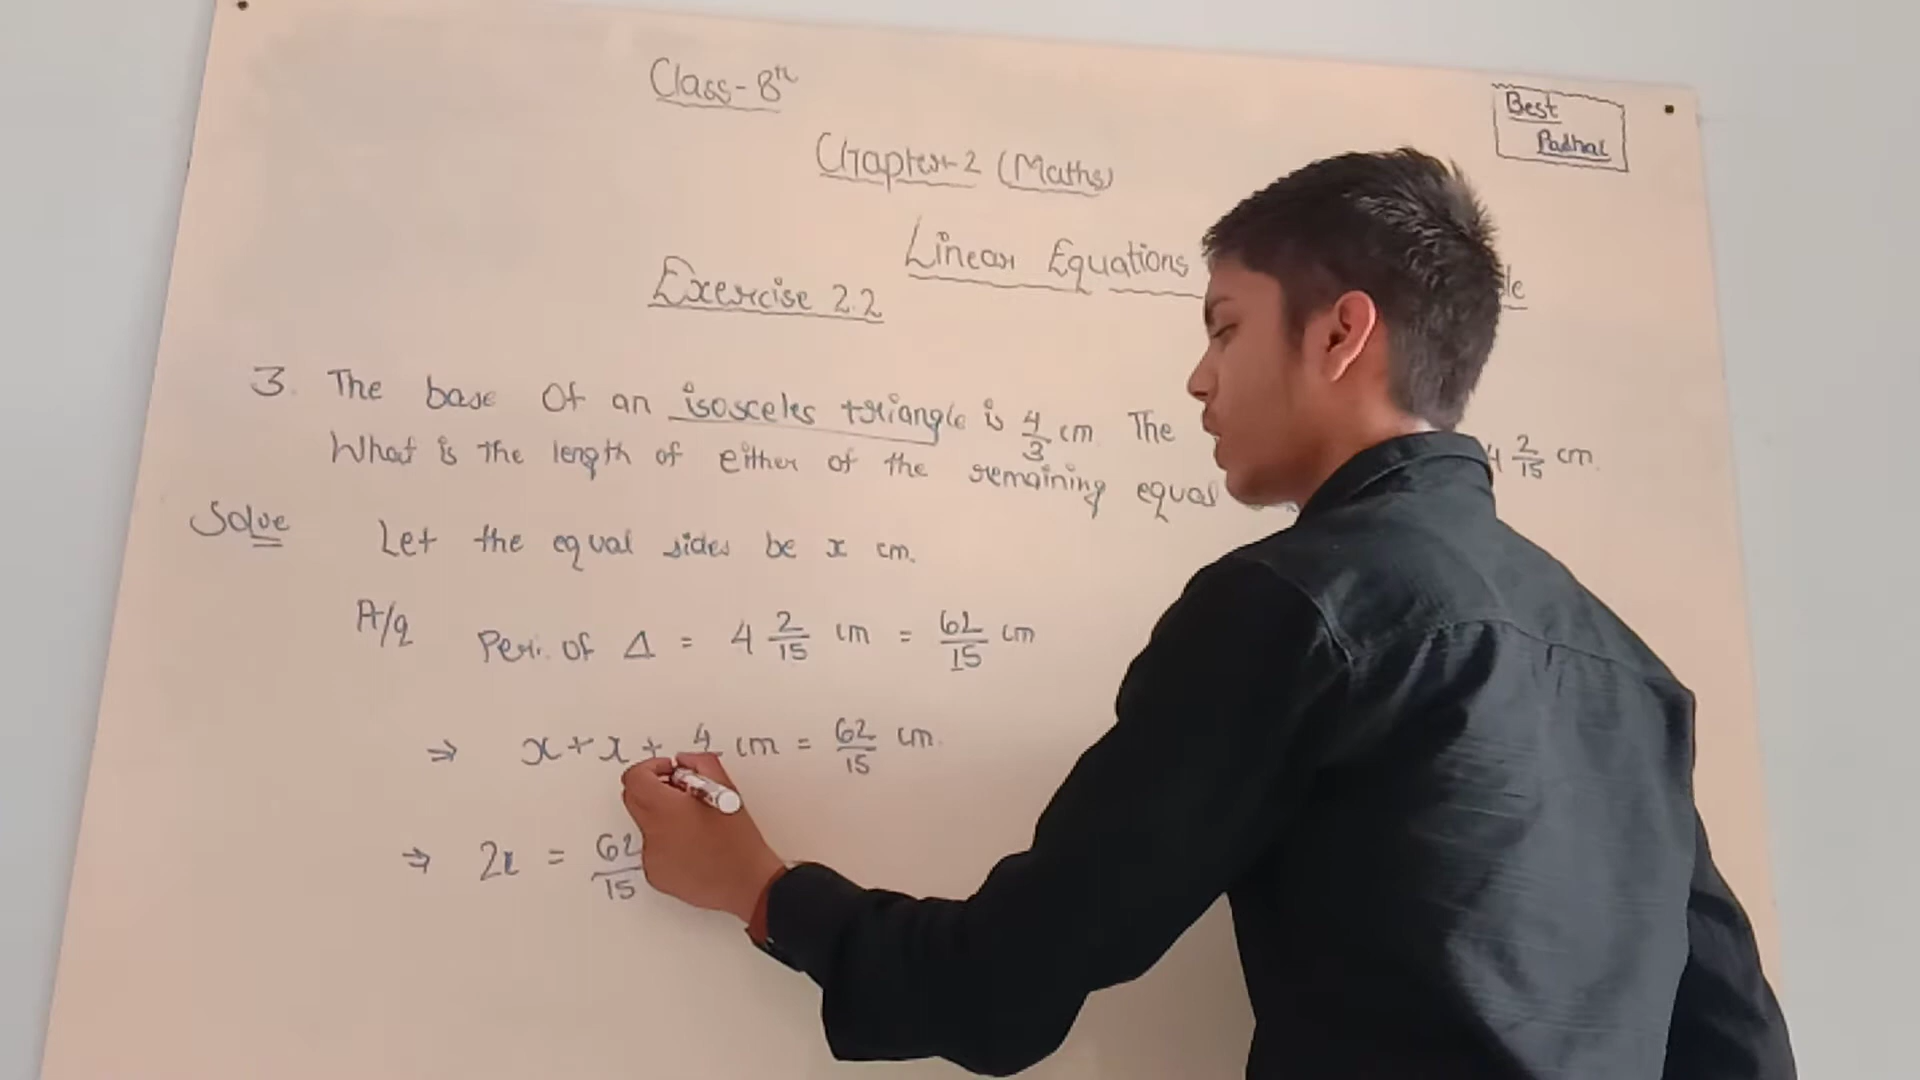 Class-8th
Best
Padhai
Chapter-2 (Maths)
Linear Equations
Exercise 2.2
3. The base of an isosceles triangle is 4/3 cm. The 4 2/15 cm.
What is the length of either of the remaining equal
Solve Let the equal sides be x cm.
A/q Peri. of Δ = 4 2/15 cm = 62/15 cm
⇒ x+x+ 4 cm = 62/15 cm.
⇒ 2x = 62/15